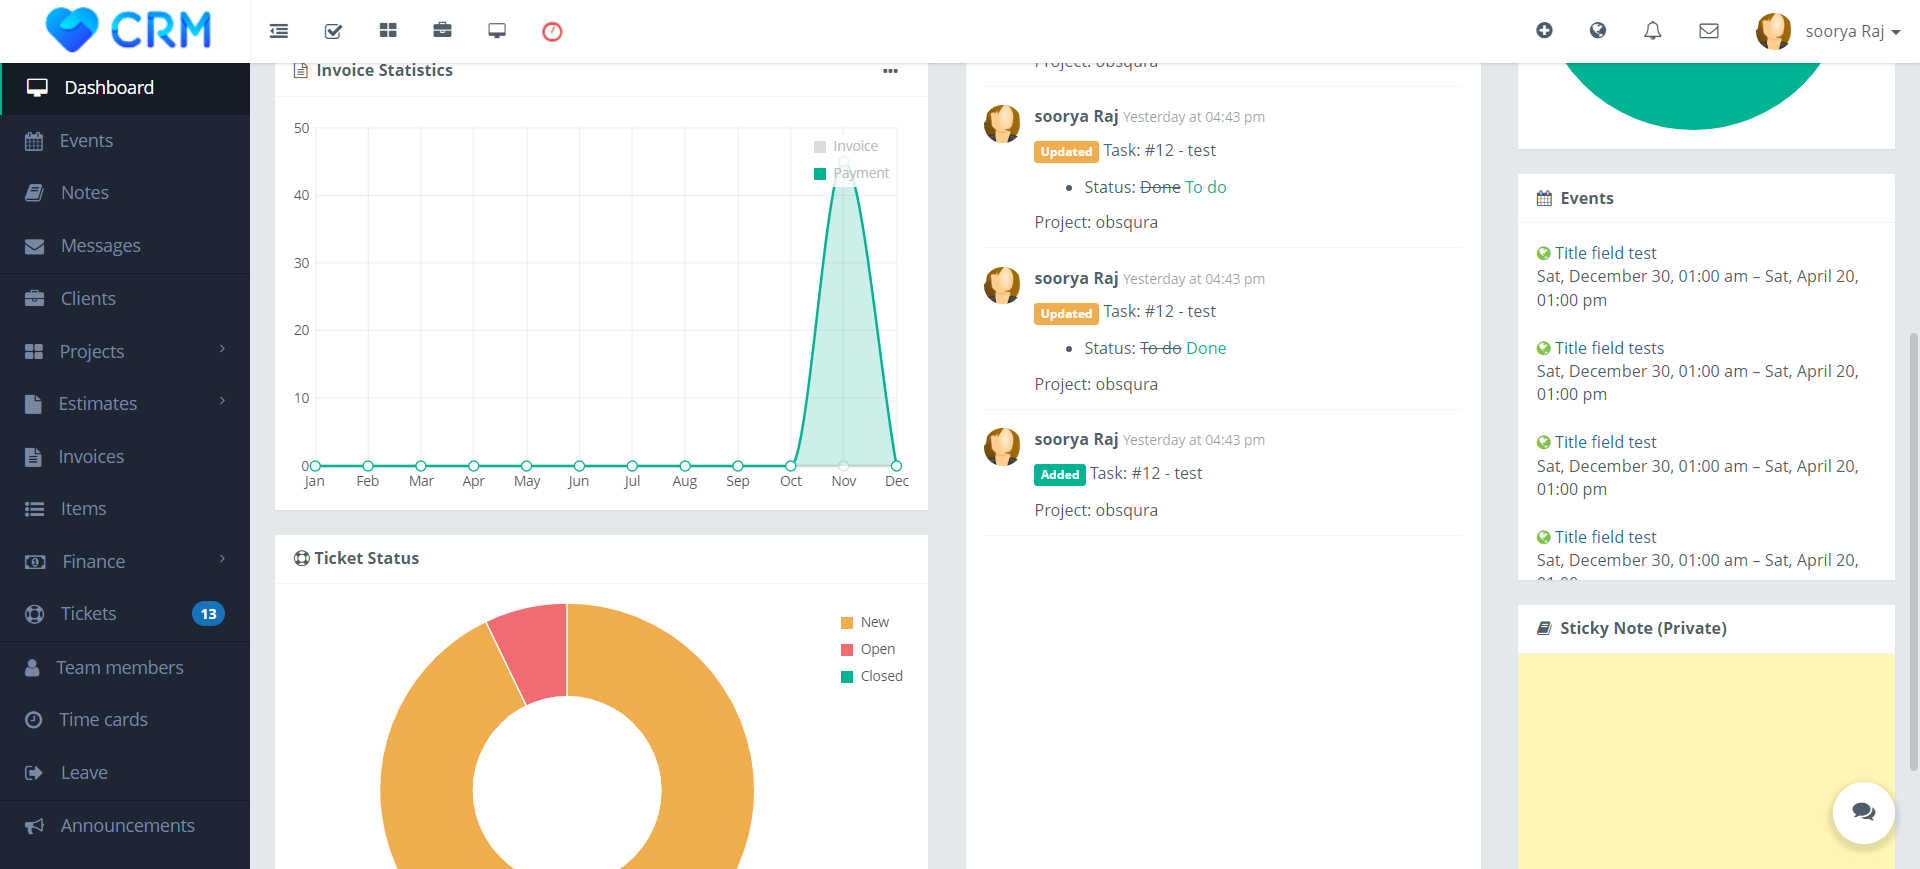 CRM
soorya Raj
Dashboard
Events
Notes
Messages
Clients
Projects
Estimates
Invoices
Items
Finance
Tickets 13
Team members
Time cards
Leave
Announcements
Invoice Statistics
50
40
30
20
10
0
Invoice
Payment
Jan Feb Mar Apr May Jun Jul Aug Sep Oct Nov Dec
Ticket Status
New
Open
Closed
Project: obsqura
soorya Raj Yesterday at 04:43 pm
Updated Task: #12 - test
• Status: Done To do
Project: obsqura
soorya Raj Yesterday at 04:43 pm
Updated Task: #12 - test
• Status: To do Done
Project: obsqura
soorya Raj Yesterday at 04:43 pm
Added Task: #12 - test
Project: obsqura
Events
Title field test
Sat, December 30, 01:00 am – Sat, April 20,
01:00 pm
Title field tests
Sat, December 30, 01:00 am – Sat, April 20,
01:00 pm
Title field test
Sat, December 30, 01:00 am – Sat, April 20,
01:00 pm
Title field test
Sat, December 30, 01:00 am – Sat, April 20,
Sticky Note (Private)